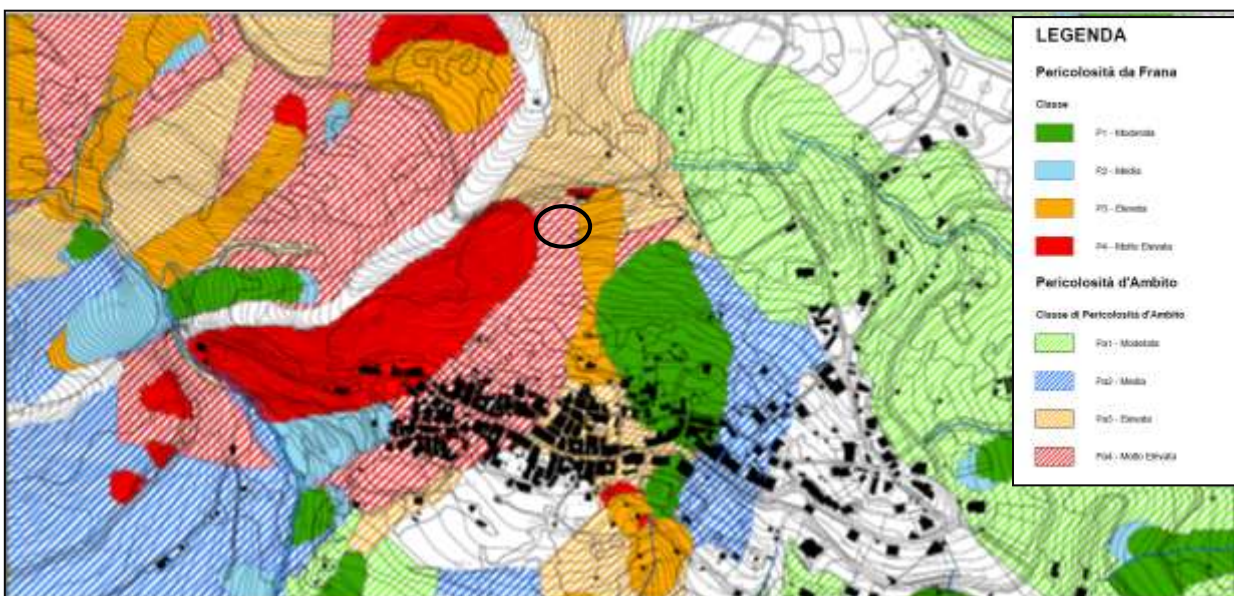 LEGENDA
Pericolosità da Frana
Classe
P1 - Moderata
P2 - Media
P3 - Elevata
P4 - Molto Elevata
Pericolosità d'Ambito
Classe di Pericolosità d'Ambito
Pa1 - Moderata
Pa2 - Media
Pa3 - Elevata
Pa4 - Molto Elevata